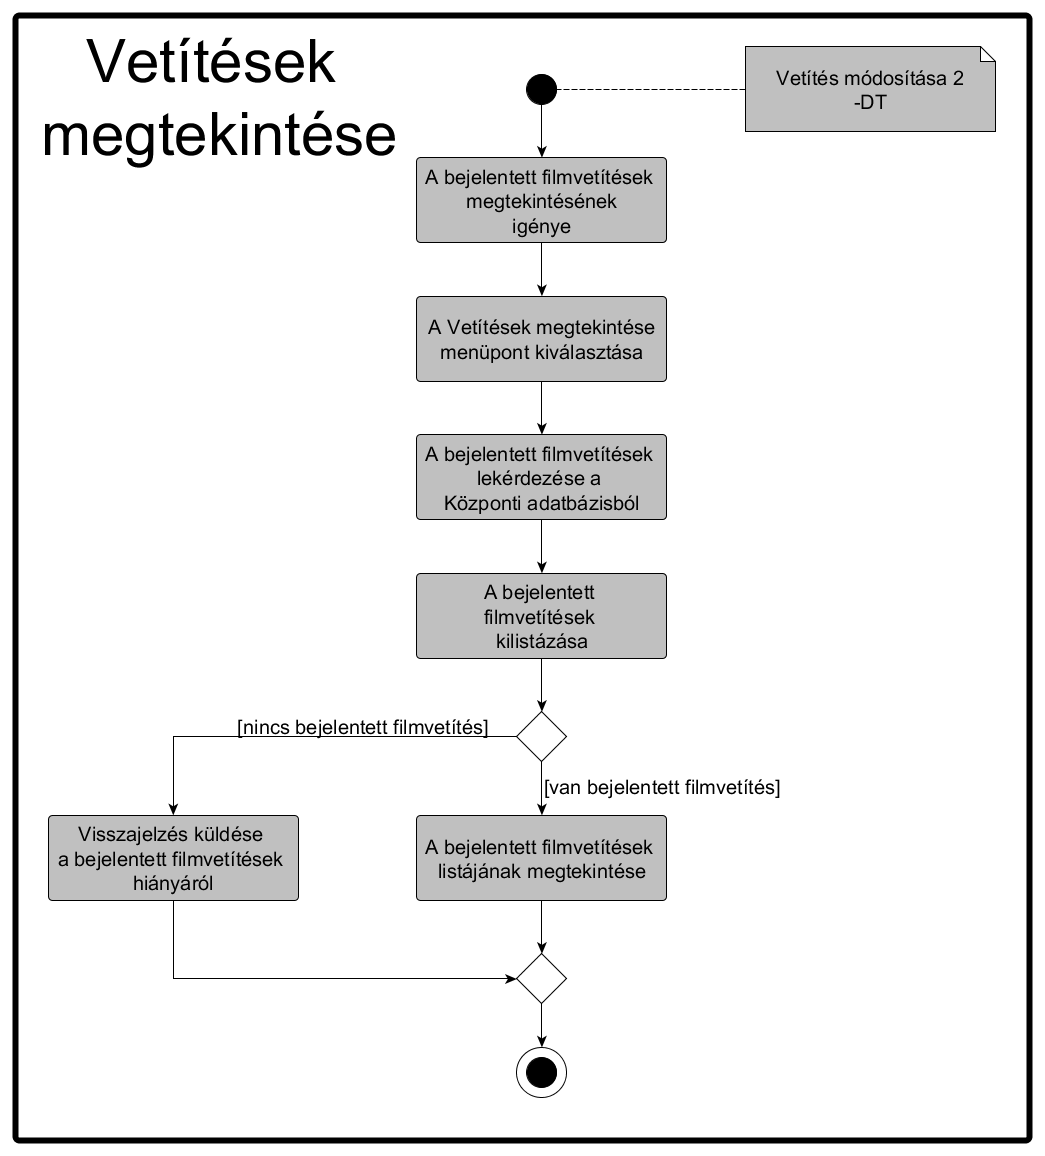 Vetítések
megtekintése
Vetítés módosítása 2
-DT
A bejelentett filmvetítések
megtekintésének
igénye
A Vetítések megtekintése
menüpont kiválasztása
A bejelentett filmvetítések
lekérdezése a
Központi adatbázisból
A bejelentett
filmvetítések
kilistázása
[nincs bejelentett filmvetítés]
[van bejelentett filmvetítés]
Visszajelzés küldése
a bejelentett filmvetítések
hiányáról
A bejelentett filmvetítések
listájának megtekintése